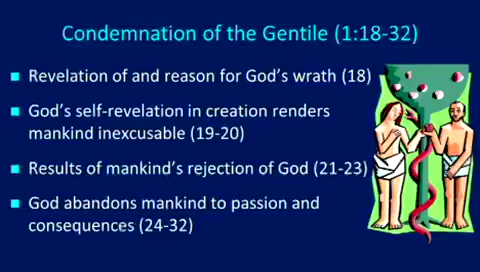 Condemnation of the Gentile (1:18-32)
Revelation of and reason for God's wrath (18)
God's self-revelation in creation renders
mankind inexcusable (19-20)
Results of mankind's rejection of God (21-23)
God abandons mankind to passion and
consequences (24-32)